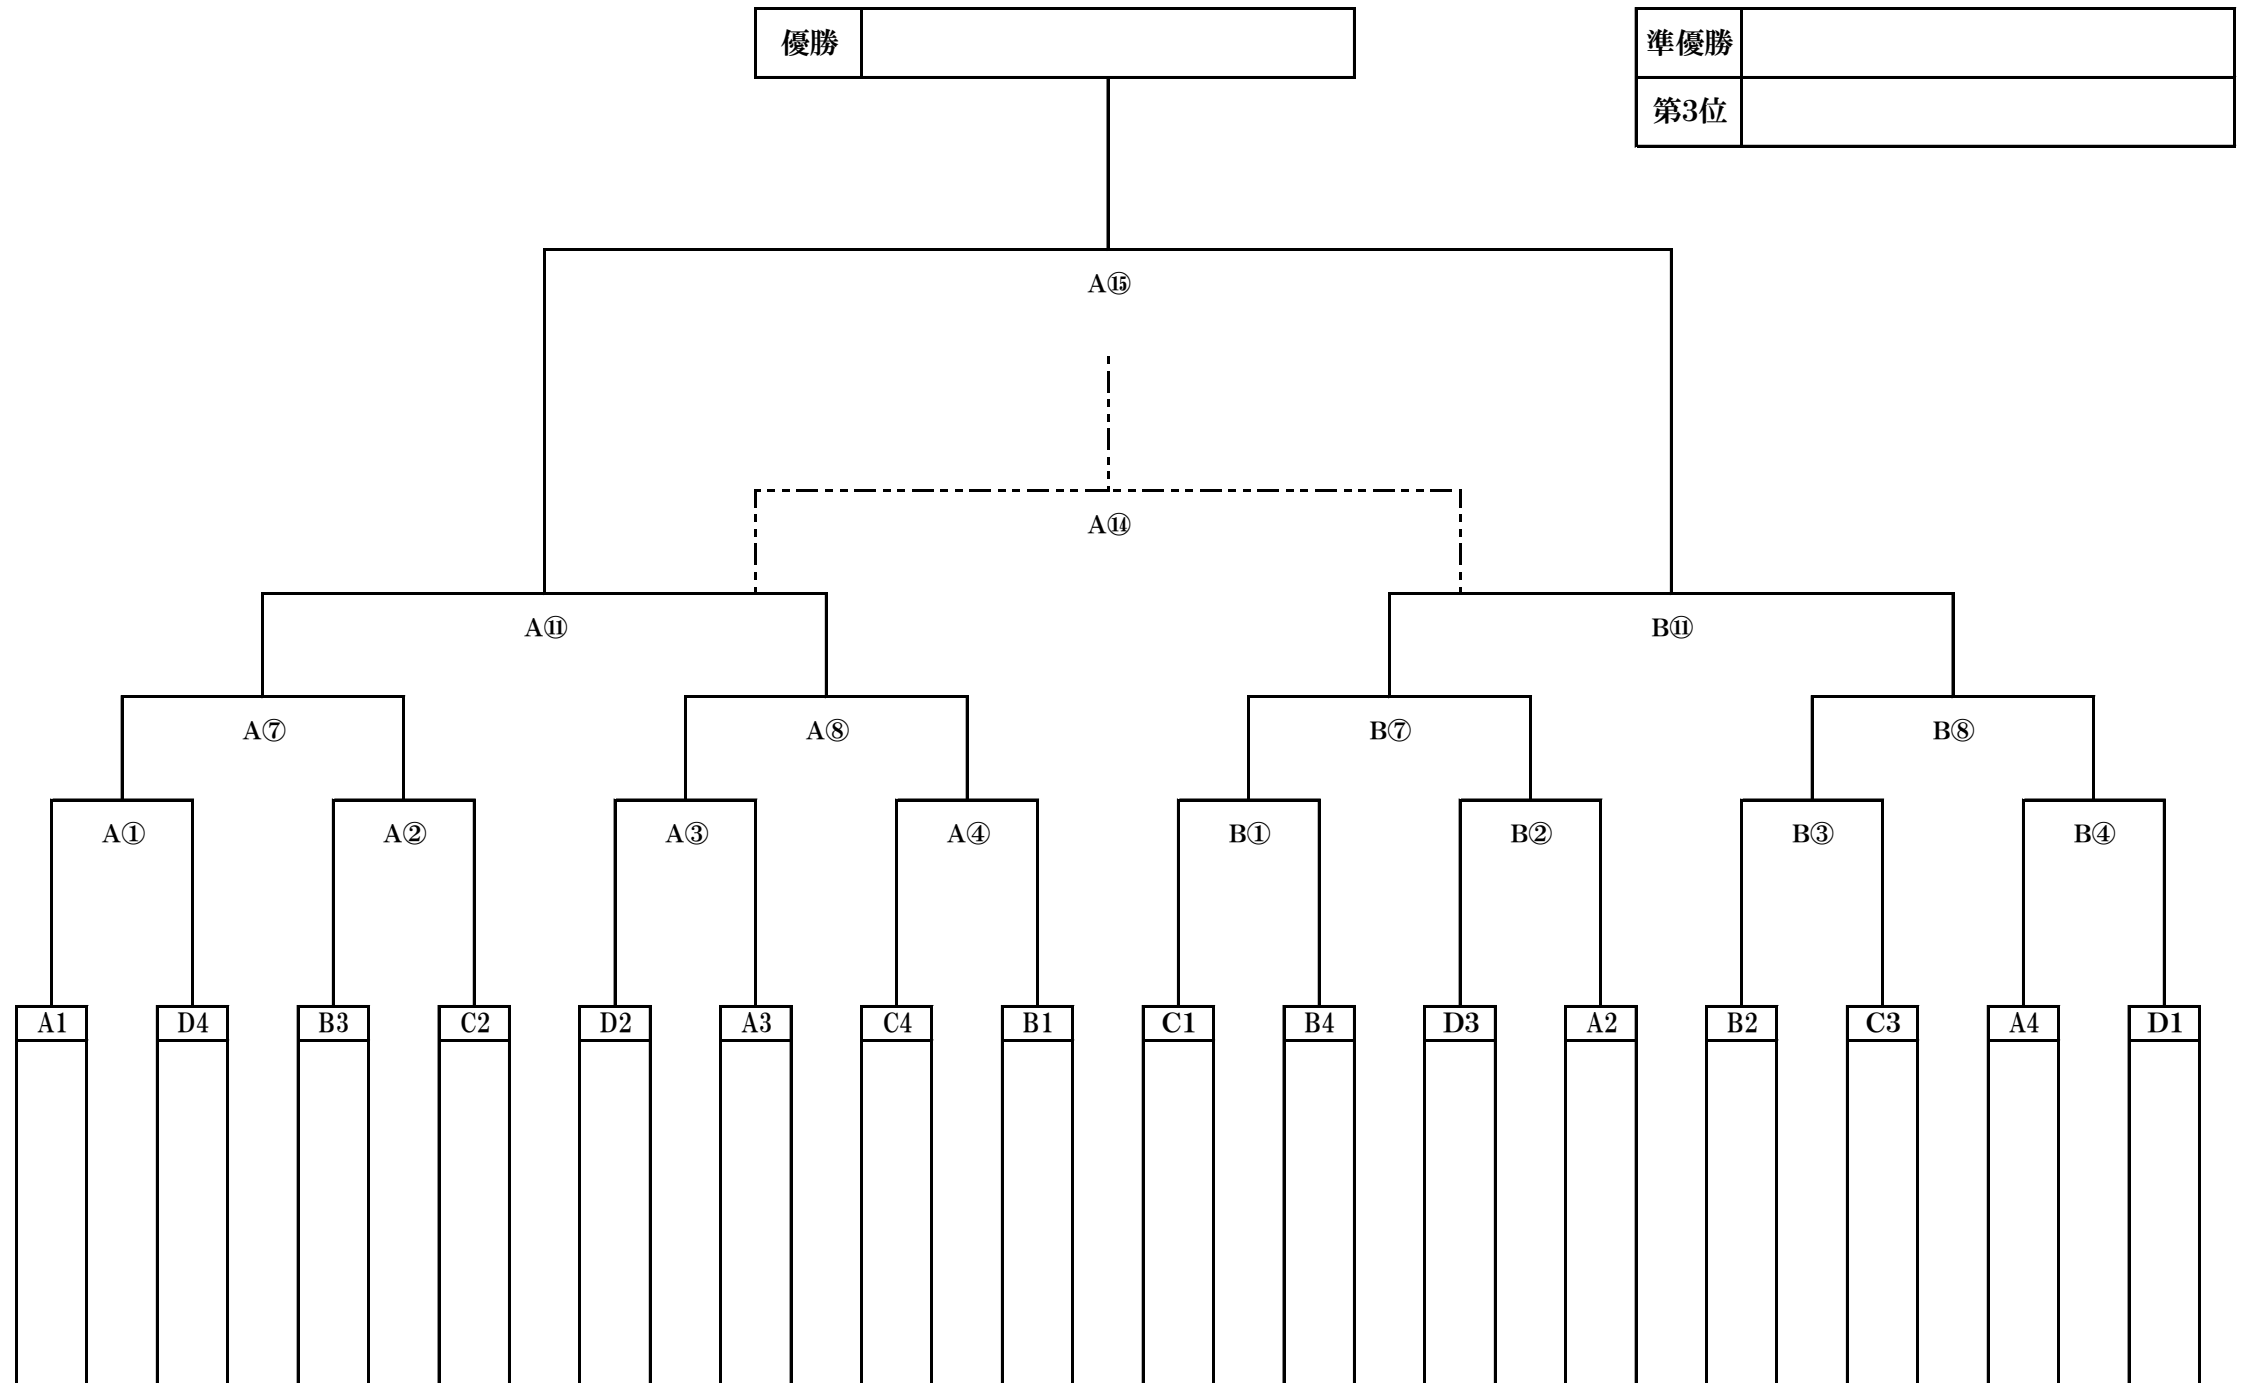 優勝
準優勝
第3位
A⑮
A⑭
A⑪ B⑪
A⑦ A⑧ B⑦ B⑧
A① A② A③ A④ B① B② B③ B④
A1 D4 B3 C2 D2 A3 C4 B1 C1 B4 D3 A2 B2 C3 A4 D1